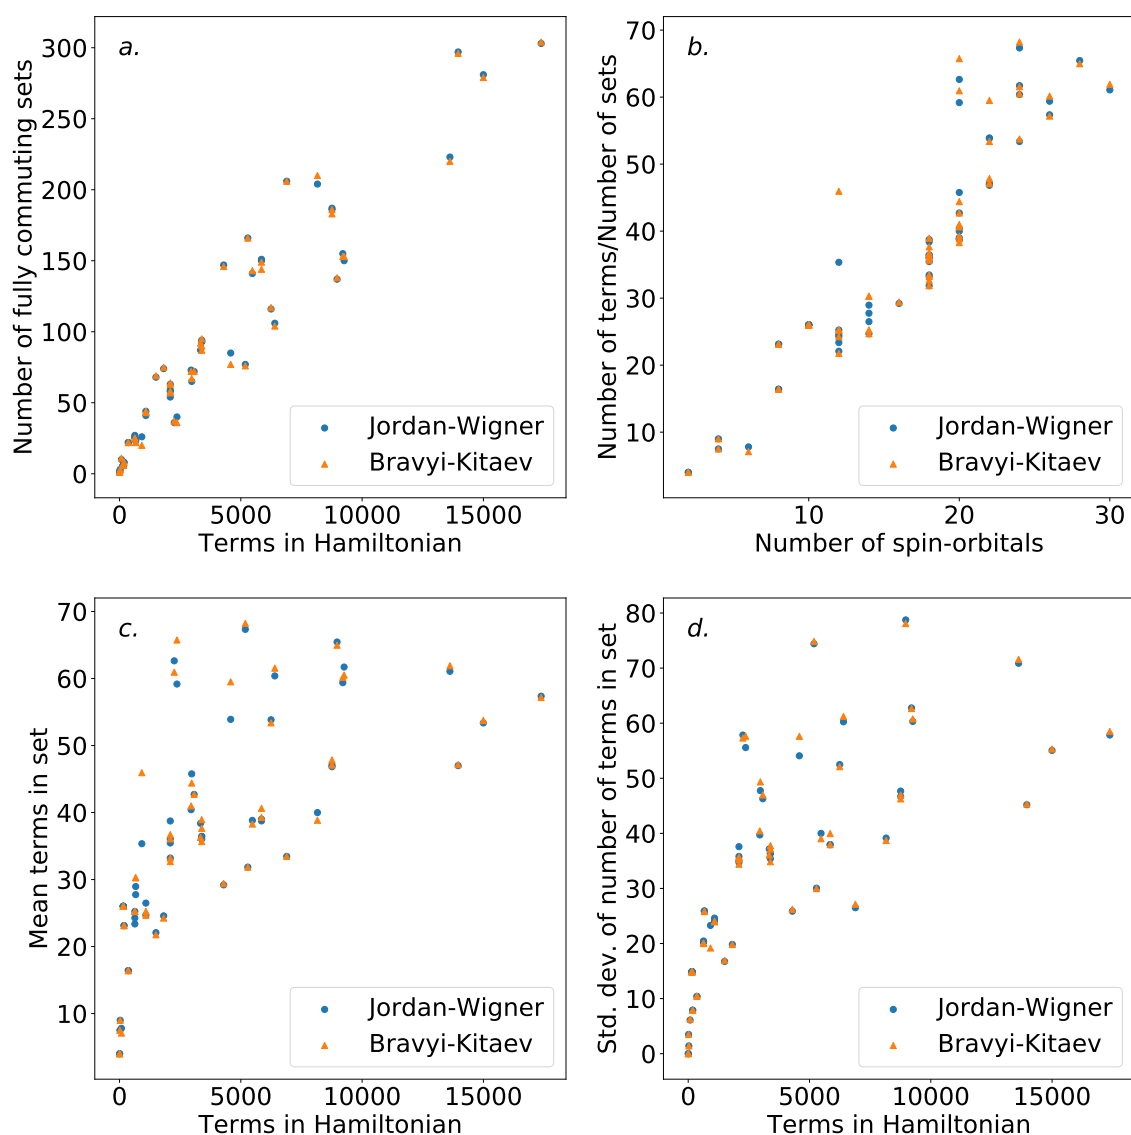 a.
Number of fully commuting sets
300
250
200
150
100
50
0
0 5000 10000 15000
Terms in Hamiltonian
Jordan-Wigner
Bravyi-Kitaev
b.
Number of terms/Number of sets
70
60
50
40
30
20
10
10 20 30
Number of spin-orbitals
Jordan-Wigner
Bravyi-Kitaev
c.
Mean terms in set
70
60
50
40
30
20
10
0 5000 10000 15000
Terms in Hamiltonian
Jordan-Wigner
Bravyi-Kitaev
d.
Std. dev. of number of terms in set
80
70
60
50
40
30
20
10
0
0 5000 10000 15000
Terms in Hamiltonian
Jordan-Wigner
Bravyi-Kitaev